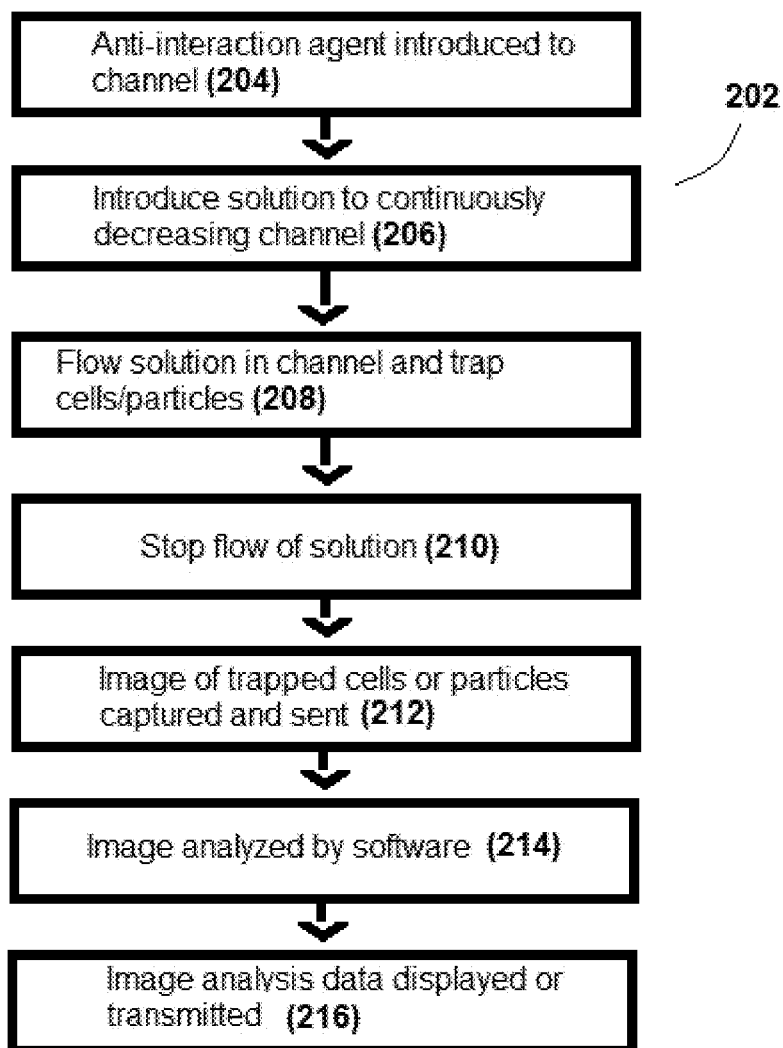 Anti-interaction agent introduced to
channel (204)
202
Introduce solution to continuously
decreasing channel (206)
Flow solution in channel and trap
cells/particles (208)
Stop flow of solution (210)
Image of trapped cells or particles
captured and sent (212)
Image analyzed by software (214)
Image analysis data displayed or
transmitted (216)